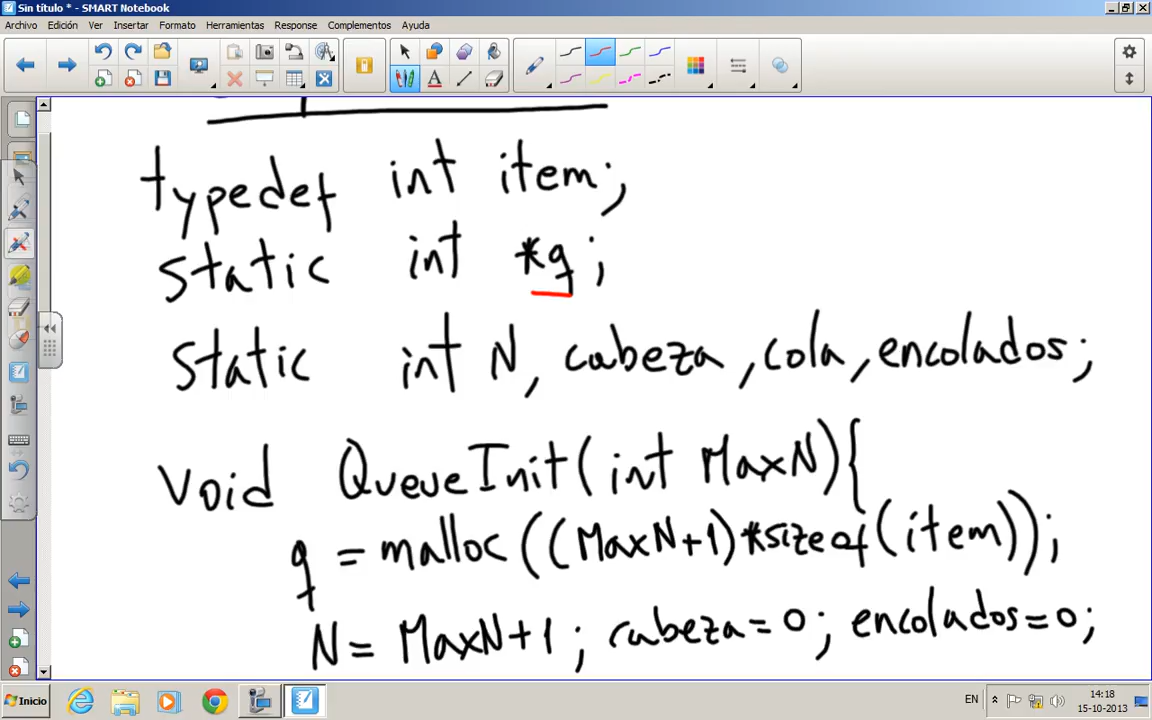 Sin título * - SMART Notebook
Archivo Edición Ver Insertar Formato Herramientas Response Complementos Ayuda
typedef int item;
static int *q;
static int N, cabeza, cola, encolados;
void QueueInit(int MaxN){
q = malloc((MaxN+1)*sizeof(item));
N = MaxN+1; cabeza=0; encolados=0;
Inicio
EN
14:18
15-10-2013